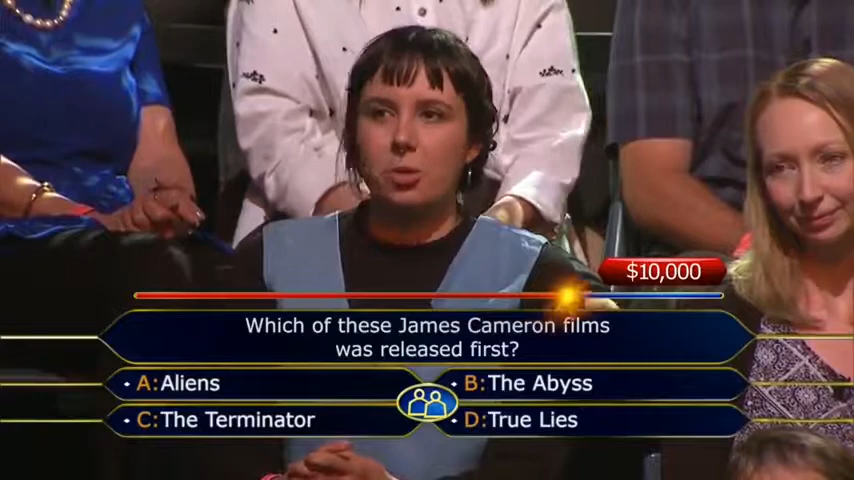 $10,000
Which of these James Cameron films
was released first?
A: Aliens
B: The Abyss
C: The Terminator
D: True Lies